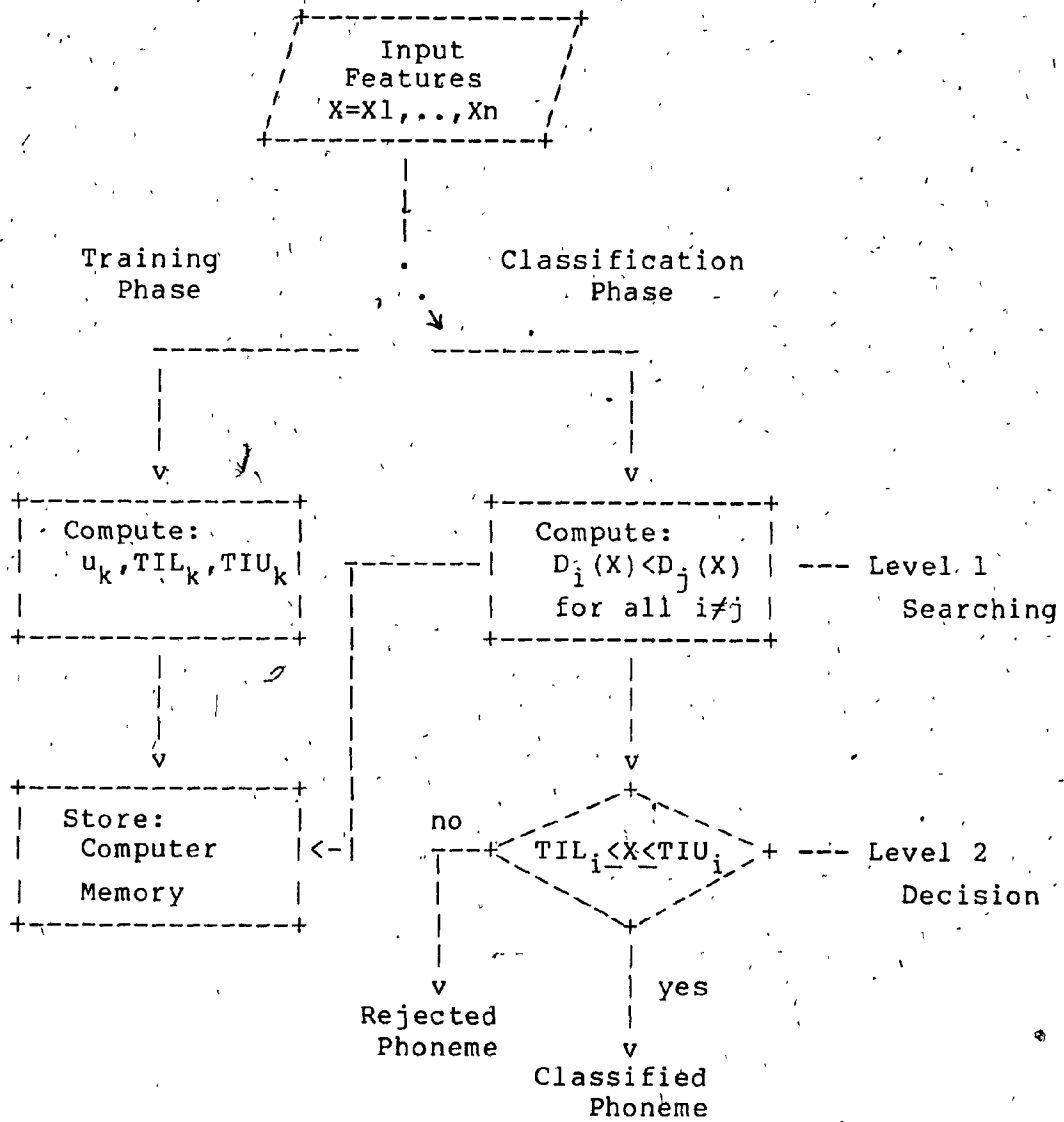 Input
Features
X=X1,..,Xn
Training
Phase
Classification
Phase
Compute:
u_k,TIL_k,TIU_k
Compute:
D_i(X)<D_j(X)
for all i≠j
--- Level 1
Searching
Store:
Computer
Memory
no
TIL_i≤X≤TIU_i
--- Level 2
Decision
yes
Rejected
Phoneme
Classified
Phoneme